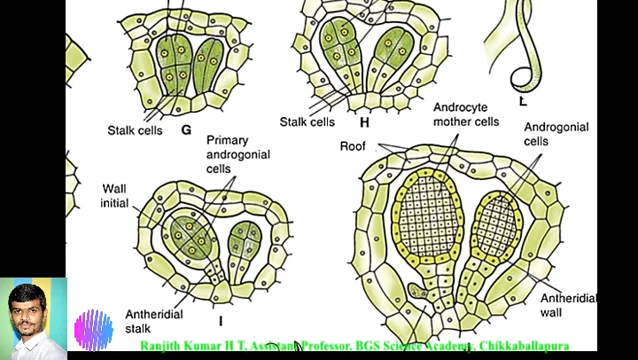 Stalk cells
G
Stalk cells
H
L
Primary
androgonial
cells
Wall
initial
Antheridial
stalk
I
Androcyte
mother cells
Androgonial
cells
Roof
Antheridial
wall
Ranjith Kumar H T, Assistant Professor, BGS Science Academy, Chikkaballapura